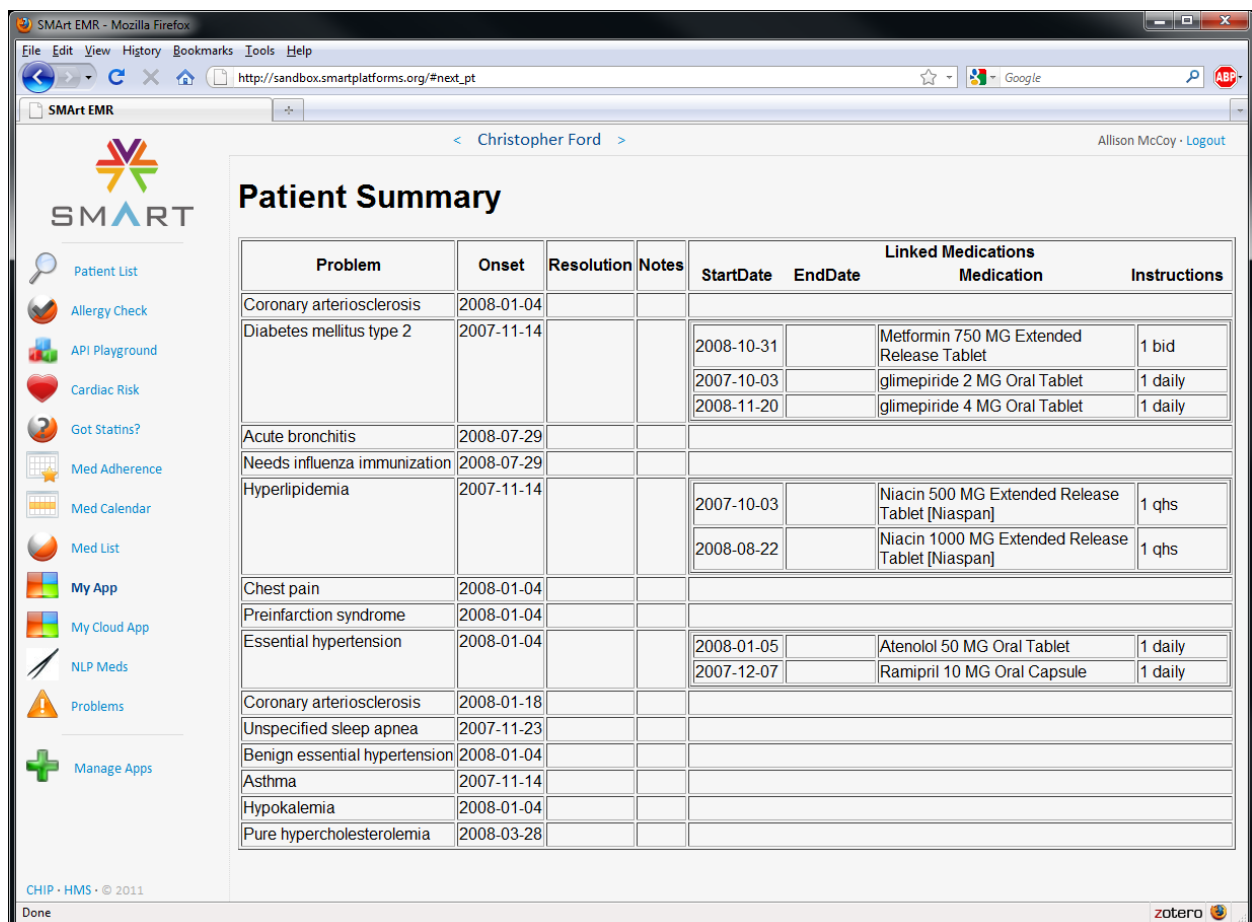 SMArt EMR - Mozilla Firefox
File Edit View History Bookmarks Tools Help
http://sandbox.smartplatforms.org/#next_pt
Google
ABP
SMArt EMR
< Christopher Ford >
Allison McCoy · Logout
SMART
Patient List
Allergy Check
API Playground
Cardiac Risk
Got Statins?
Med Adherence
Med Calendar
Med List
My App
My Cloud App
NLP Meds
Problems
Manage Apps
CHIP · HMS · © 2011
Patient Summary
Linked Medications
Problem Onset Resolution Notes StartDate EndDate Medication Instructions
Coronary arteriosclerosis 2008-01-04
Diabetes mellitus type 2 2007-11-14
2008-10-31 Metformin 750 MG Extended
Release Tablet 1 bid
2007-10-03 glimepiride 2 MG Oral Tablet 1 daily
2008-11-20 glimepiride 4 MG Oral Tablet 1 daily
Acute bronchitis 2008-07-29
Needs influenza immunization 2008-07-29
Hyperlipidemia 2007-11-14
2007-10-03 Niacin 500 MG Extended Release
Tablet [Niaspan] 1 qhs
2008-08-22 Niacin 1000 MG Extended Release
Tablet [Niaspan] 1 qhs
Chest pain 2008-01-04
Preinfarction syndrome 2008-01-04
Essential hypertension 2008-01-04
2008-01-05 Atenolol 50 MG Oral Tablet 1 daily
2007-12-07 Ramipril 10 MG Oral Capsule 1 daily
Coronary arteriosclerosis 2008-01-18
Unspecified sleep apnea 2007-11-23
Benign essential hypertension 2008-01-04
Asthma 2007-11-14
Hypokalemia 2008-01-04
Pure hypercholesterolemia 2008-03-28
Done
zotero